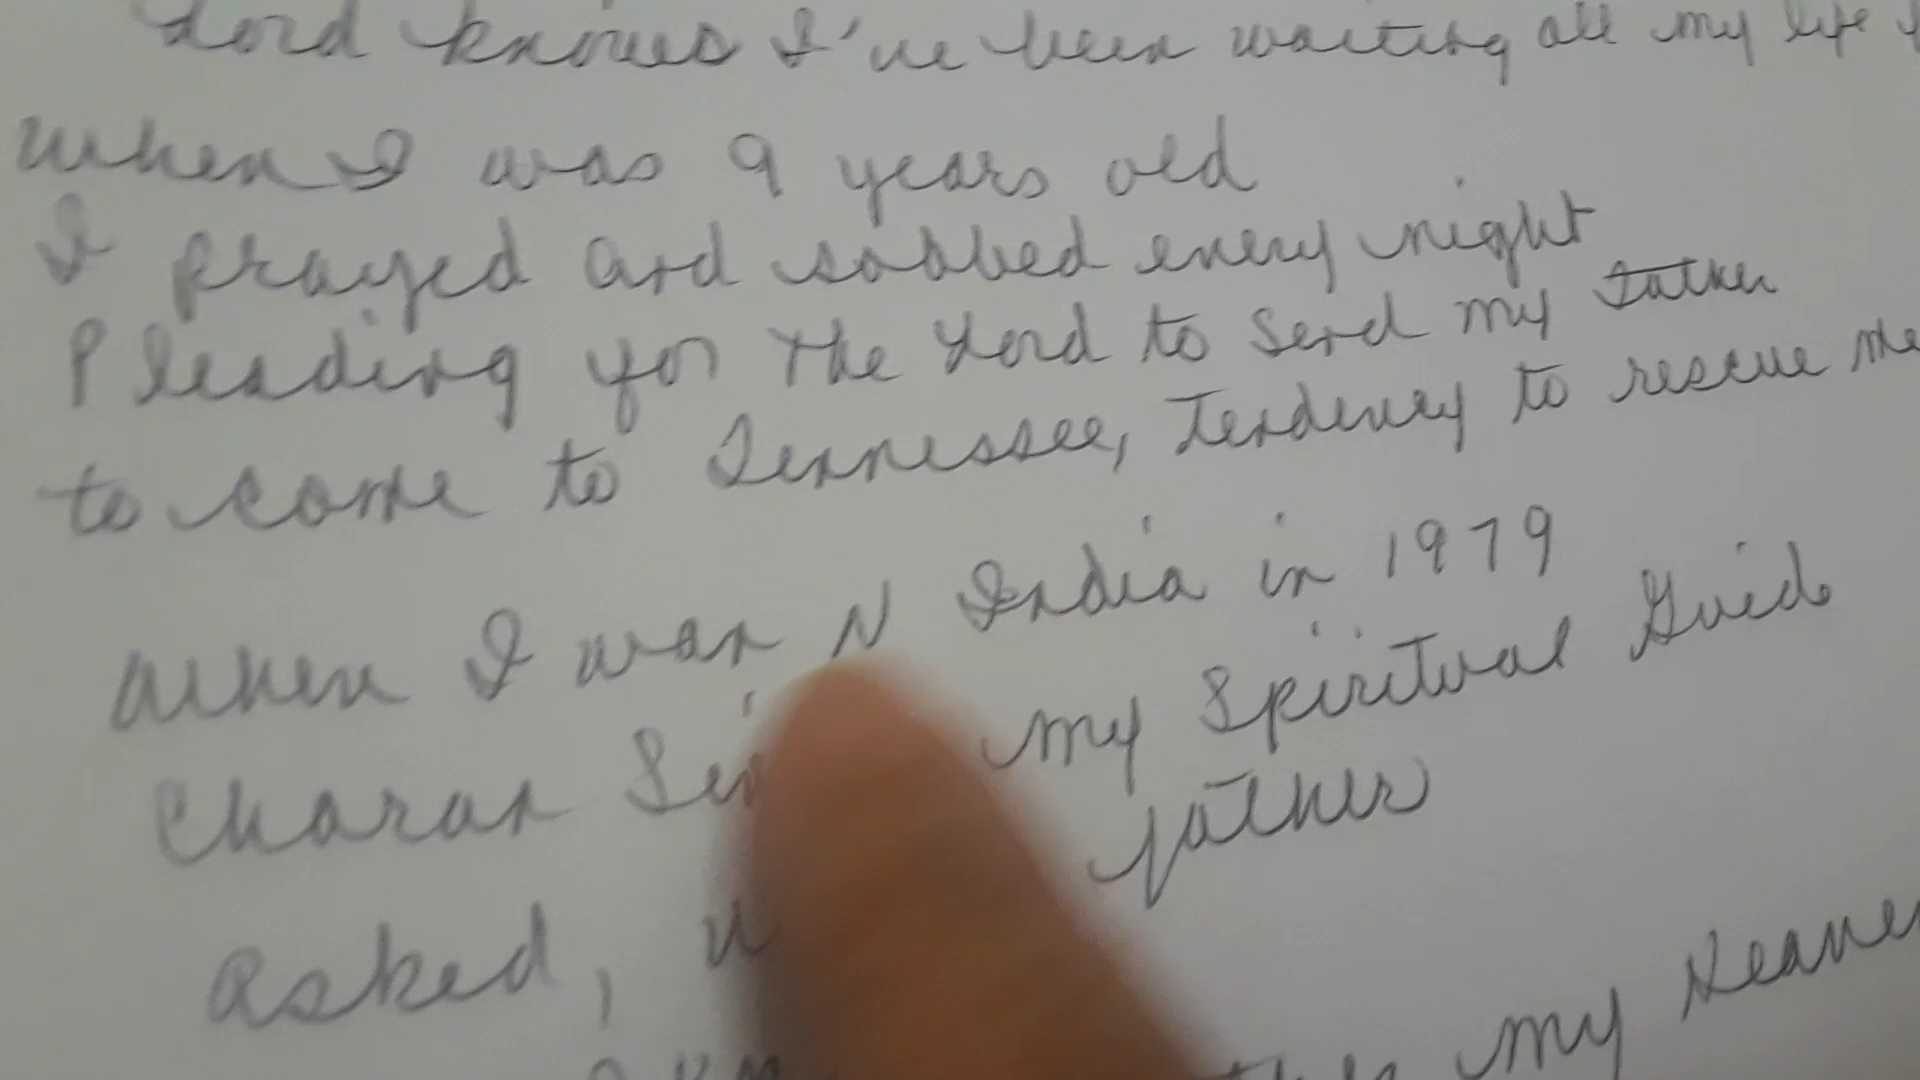 Lord knows I've been waiting all my life
When I was 9 years old
I prayed and sobbed every night
Pleading for the Lord to send my father
to come to Tennessee, Tendency to rescue me
When I was N India in 1979
Charan my Spiritual Guide
asked, father
my